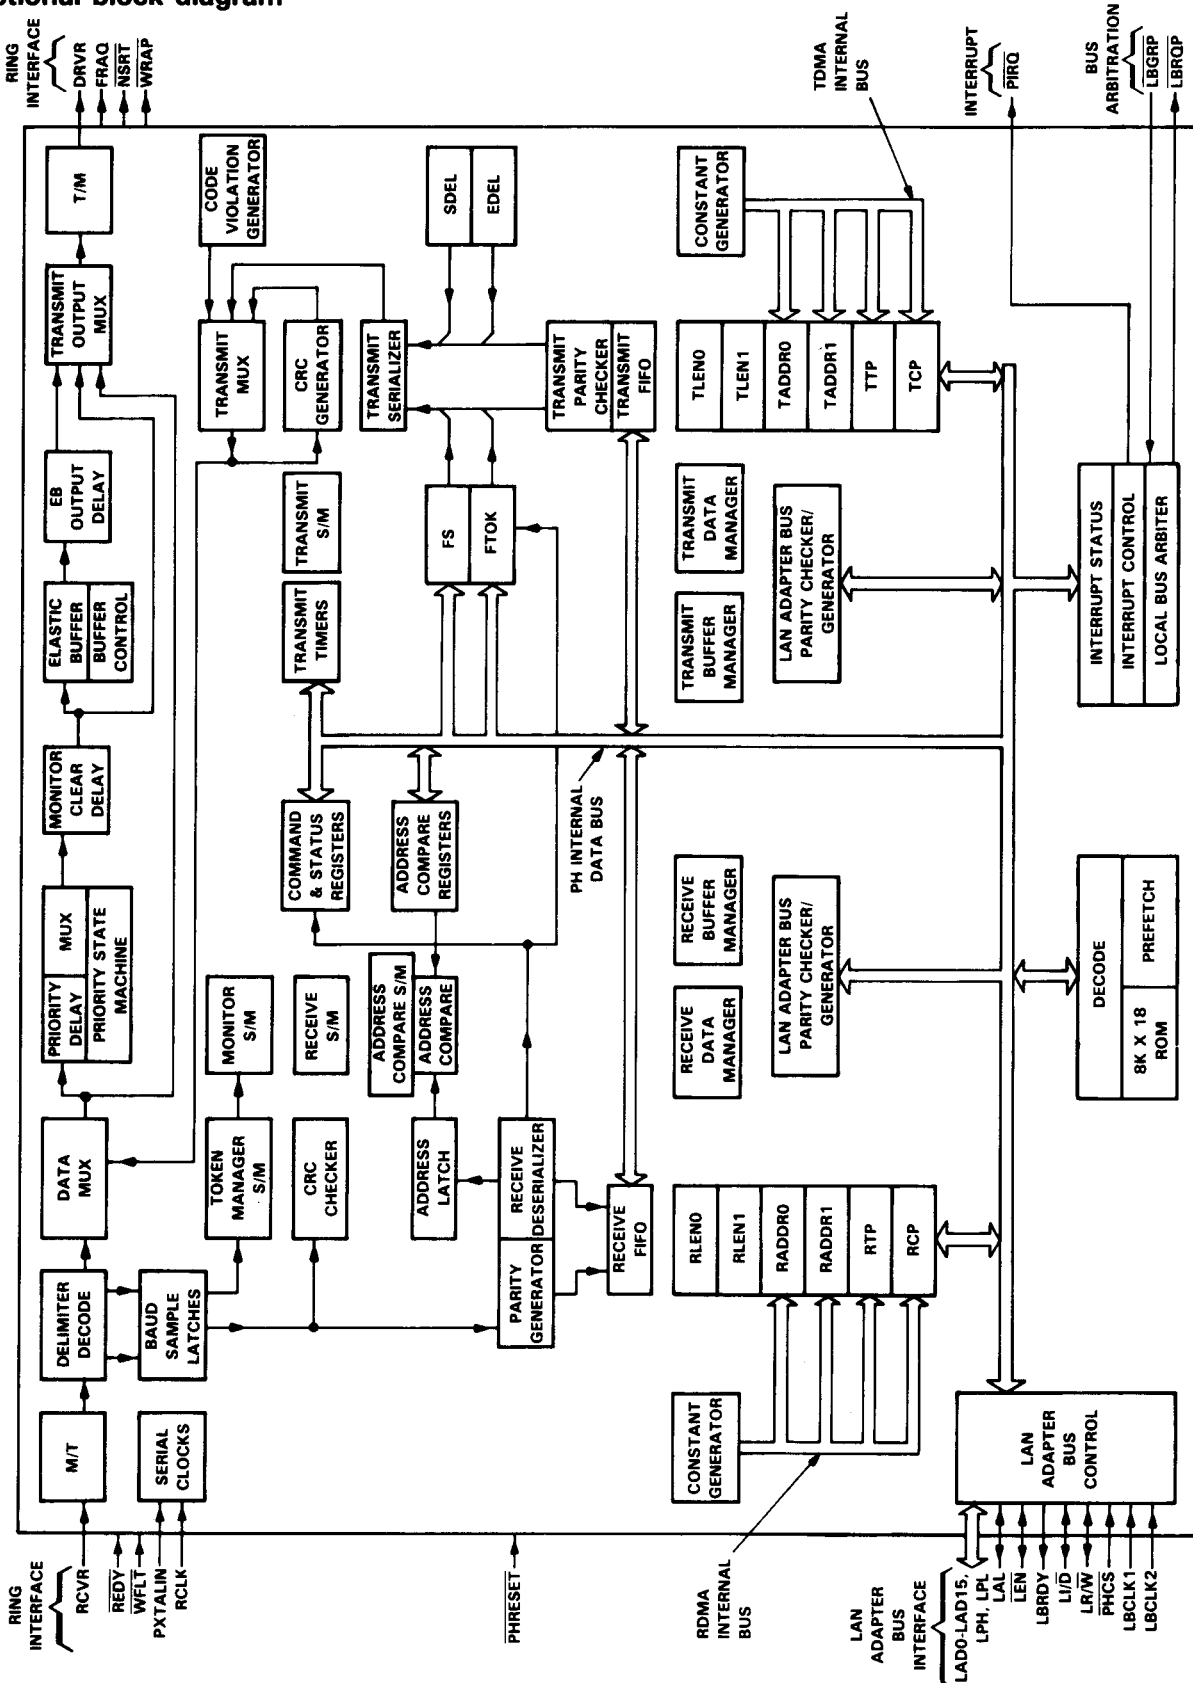 tional block diagram
RING
INTERFACE
DRVR
FRAQ
NSRT
WRAP
INTERRUPT
PIRQ
BUS
ARBITRATION
LBGRP
LBRQP
TDMA
INTERNAL
BUS
T/M
TRANSMIT
OUTPUT
MUX
EB
OUTPUT
DELAY
ELASTIC
BUFFER
BUFFER
CONTROL
MONITOR
CLEAR
DELAY
MUX
PRIORITY
DELAY
PRIORITY STATE
MACHINE
DATA
MUX
DELIMITER
DECODE
M/T
CODE
VIOLATION
GENERATOR
TRANSMIT
MUX
CRC
GENERATOR
TRANSMIT
S/M
TRANSMIT
TIMERS
COMMAND
& STATUS
REGISTERS
MONITOR
S/M
RECEIVE
S/M
TOKEN
MANAGER
S/M
CRC
CHECKER
BAUD
SAMPLE
LATCHES
SERIAL
CLOCKS
SDEL
EDEL
TRANSMIT
SERIALIZER
TRANSMIT
PARITY
CHECKER
TRANSMIT
FIFO
FS
FTOK
ADDRESS
COMPARE
REGISTERS
ADDRESS
COMPARE S/M
ADDRESS
COMPARE
ADDRESS
LATCH
RECEIVE
DESERIALIZER
PARITY
GENERATOR
RECEIVE
FIFO
PH INTERNAL
DATA BUS
CONSTANT
GENERATOR
TLEN0
TLEN1
TADDR0
TADDR1
TTP
TCP
TRANSMIT
DATA
MANAGER
TRANSMIT
BUFFER
MANAGER
LAN ADAPTER BUS
PARITY CHECKER/
GENERATOR
RECEIVE
BUFFER
MANAGER
RECEIVE
DATA
MANAGER
LAN ADAPTER BUS
PARITY CHECKER/
GENERATOR
RLEN0
RLEN1
RADDR0
RADDR1
RTP
RCP
CONSTANT
GENERATOR
INTERRUPT STATUS
INTERRUPT CONTROL
LOCAL BUS ARBITER
DECODE
PREFETCH
8K X 18
ROM
LAN
ADAPTER
BUS
CONTROL
RING
INTERFACE
RCVR
REDY
WFLT
PXTALIN
RCLK
PHRESET
RDMA
INTERNAL
BUS
LAN
ADAPTER
BUS
INTERFACE
LAD0-LAD15,
LPH, LPL
LAL
LEN
LBRDY
LI/D
LR/W
PHCS
LBCLK1
LBCLK2